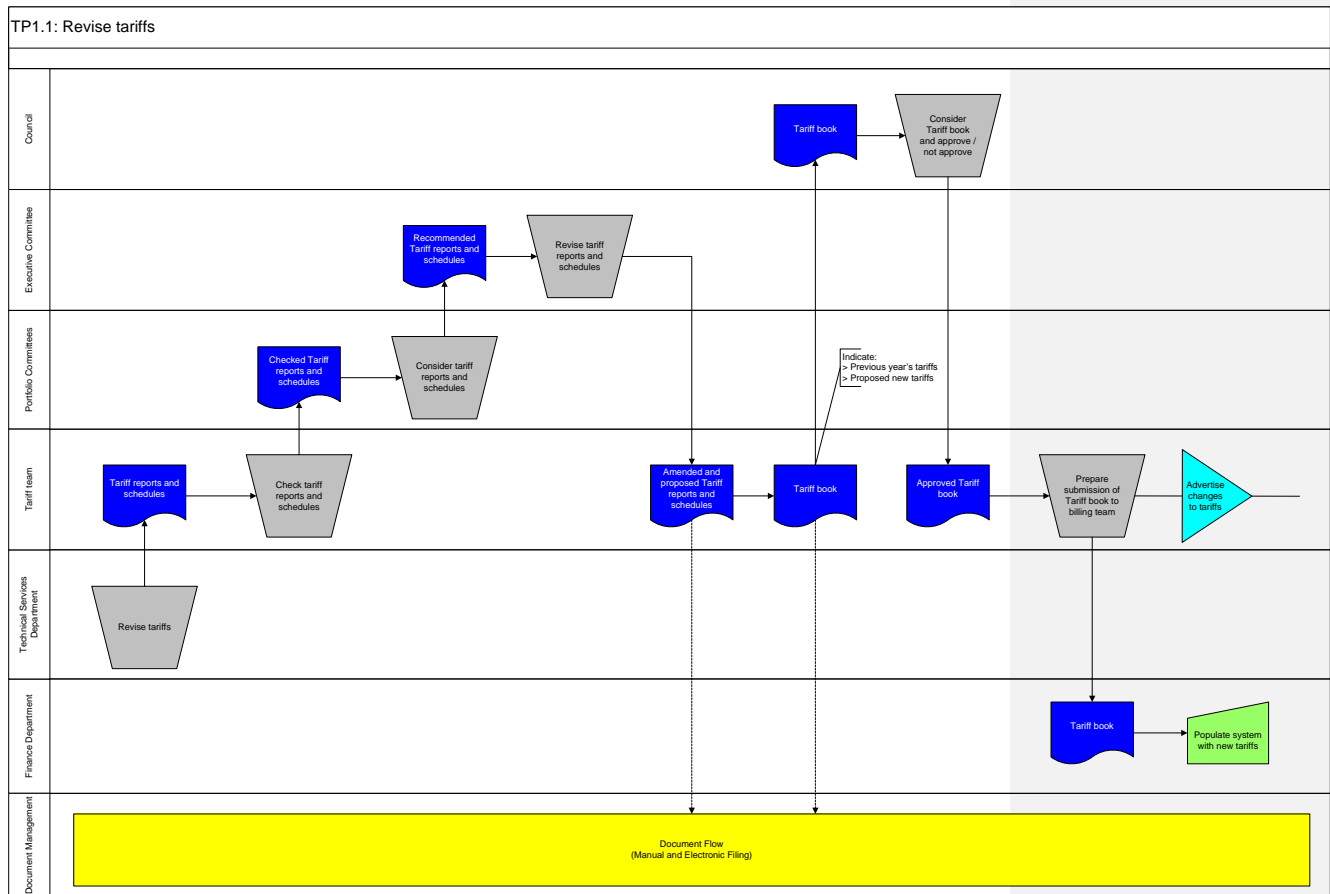 TP1.1: Revise tariffs
Council
Tariff book
Consider
Tariff book
and approve /
not approve
Executive Committee
Recommended
Tariff reports and
schedules
Revise tariff
reports and
schedules
Portfolio Committees
Checked Tariff
reports and
schedules
Consider tariff
reports and
schedules
Indicate:
> Previous year's tariffs
> Proposed new tariffs
Tariff team
Tariff reports and
schedules
Check tariff
reports and
schedules
Amended and
proposed Tariff
reports and
schedules
Tariff book
Approved Tariff
book
Prepare
submission of
Tariff book to
billing team
Advertise
changes
to tariffs
Technical Services
Department
Revise tariffs
Finance Department
Tariff book
Populate system
with new tariffs
Document Management
Document Flow
(Manual and Electronic Filing)